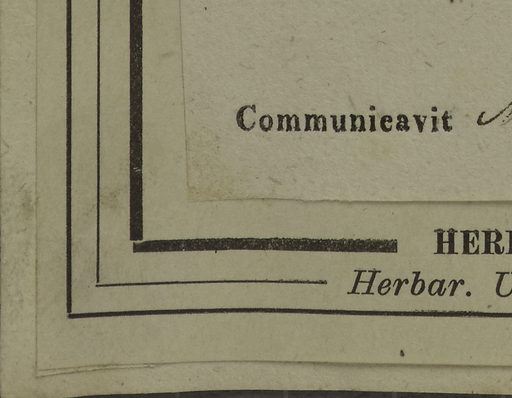 Communicavit
HER
Herbar. U